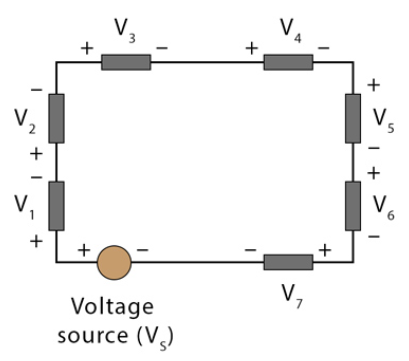 V₃ V₄
+ − + −
− +
V₂ V₅
+ −
− +
V₁ V₆
+ −
+ − − +
V₇
Voltage
source (Vₛ)